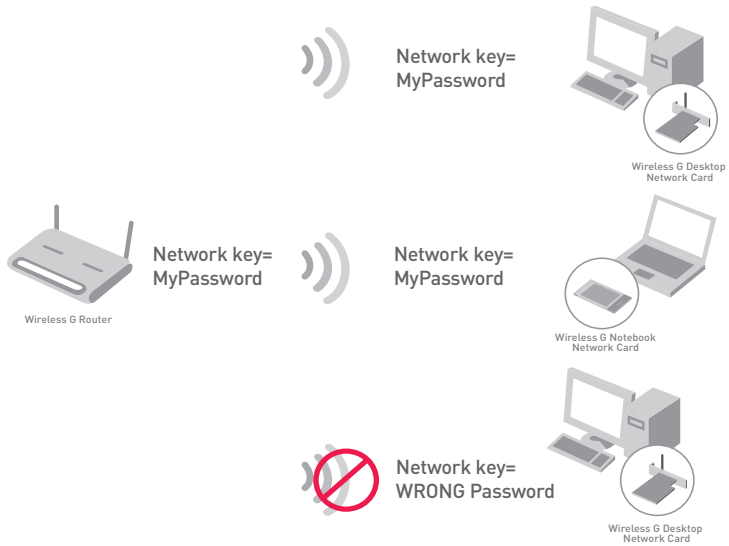 Network key=
MyPassword
Wireless G Desktop
Network Card
Network key=
MyPassword
Wireless G Router
Network key=
MyPassword
Wireless G Notebook
Network Card
Network key=
WRONG Password
Wireless G Desktop
Network Card